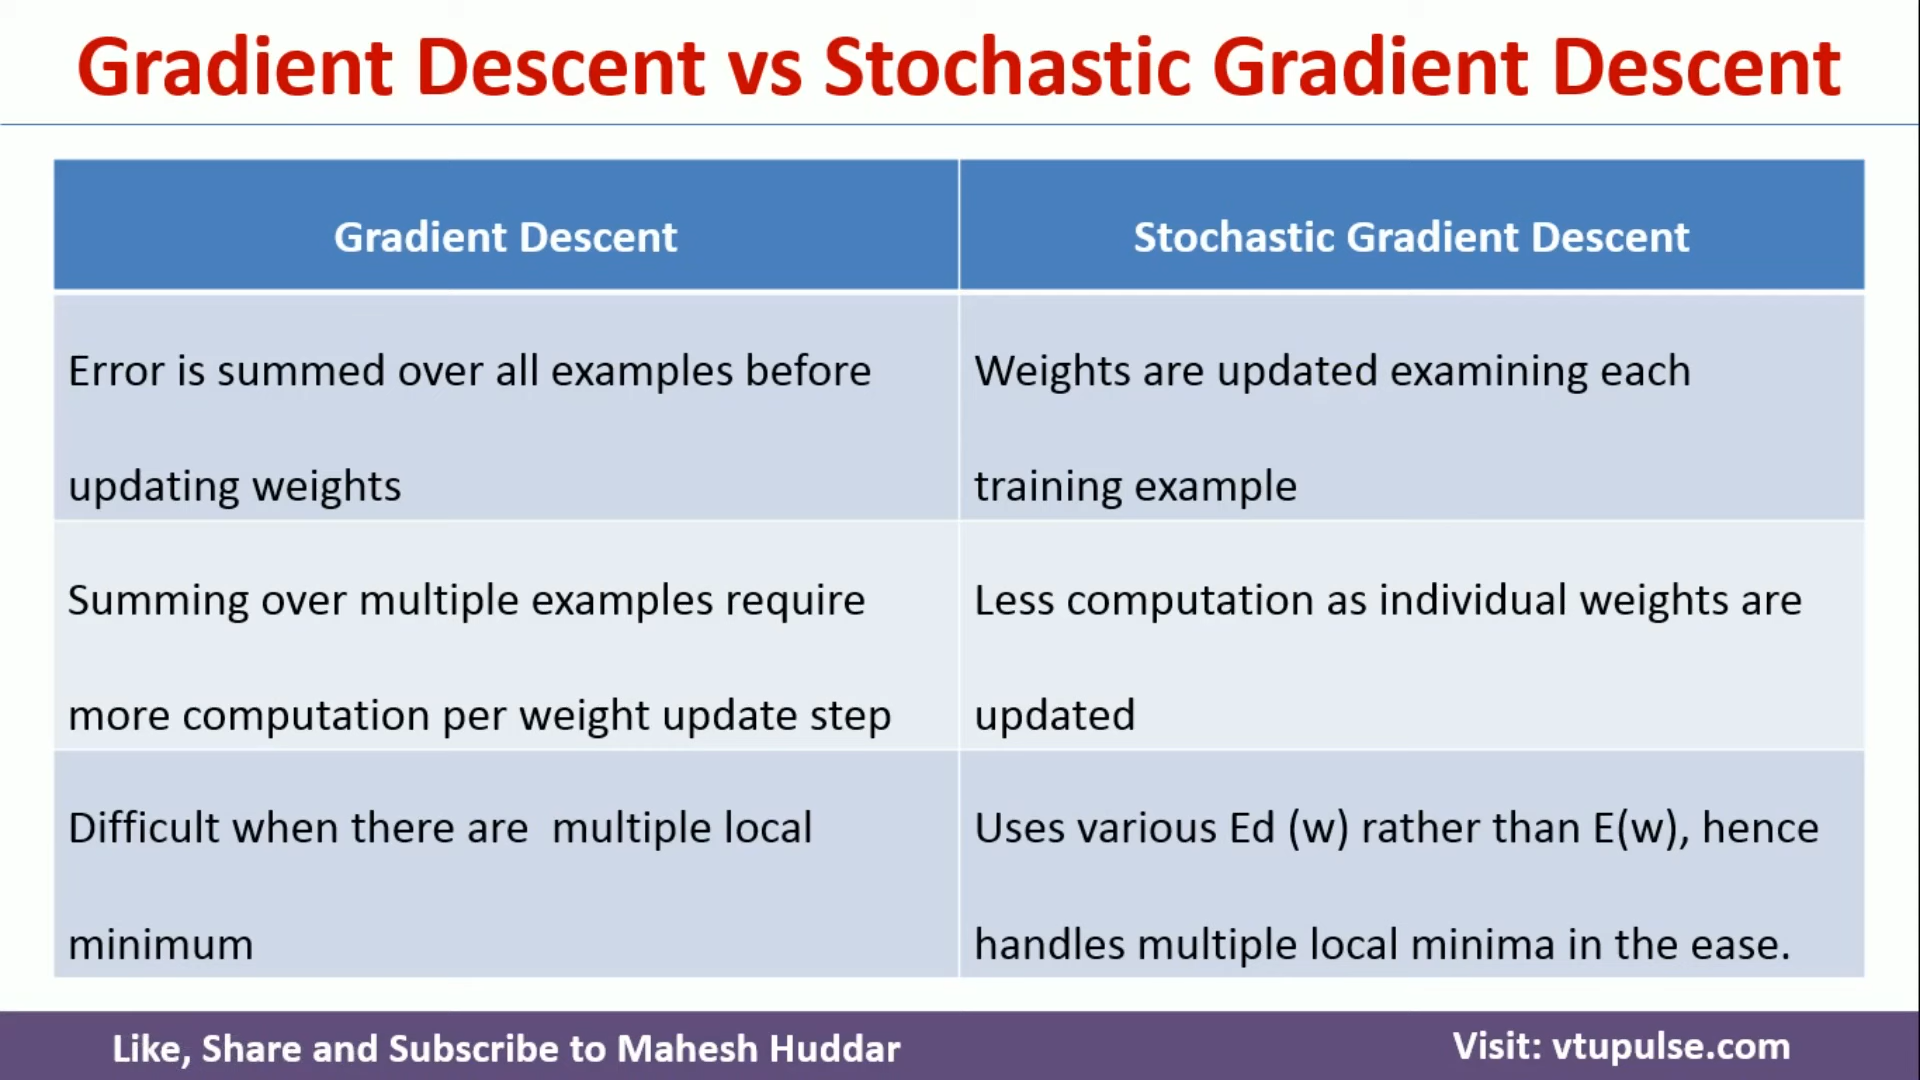 Gradient Descent vs Stochastic Gradient Descent
Gradient Descent
Stochastic Gradient Descent
Error is summed over all examples before
updating weights
Weights are updated examining each
training example
Summing over multiple examples require
more computation per weight update step
Less computation as individual weights are
updated
Difficult when there are  multiple local
minimum
Uses various Ed (w) rather than E(w), hence
handles multiple local minima in the ease.
Like, Share and Subscribe to Mahesh Huddar
Visit: vtupulse.com